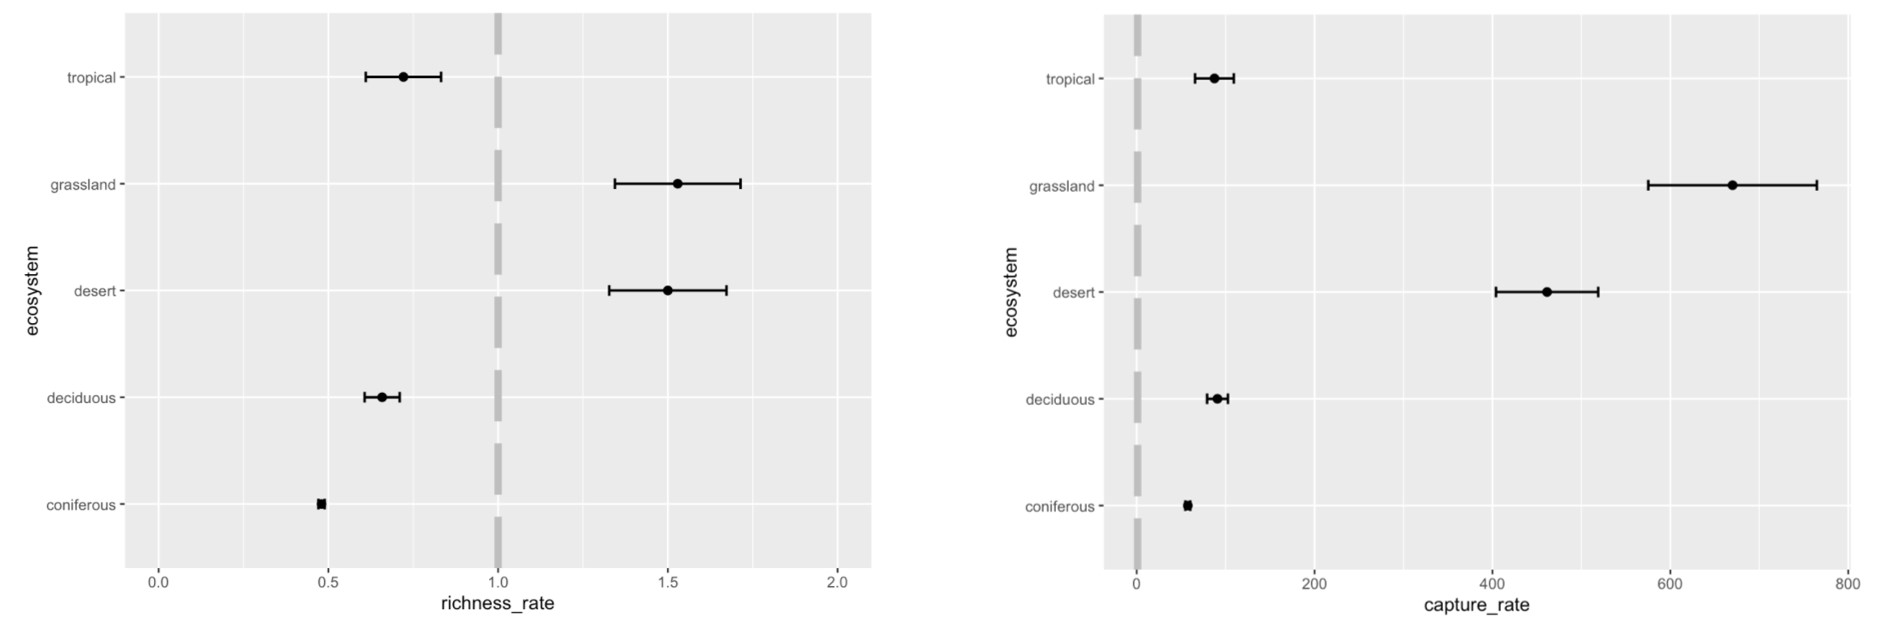 ecosystem
tropical
grassland
desert
deciduous
coniferous
0.0 0.5 1.0 1.5 2.0
richness_rate
ecosystem
tropical
grassland
desert
deciduous
coniferous
0 200 400 600 800
capture_rate